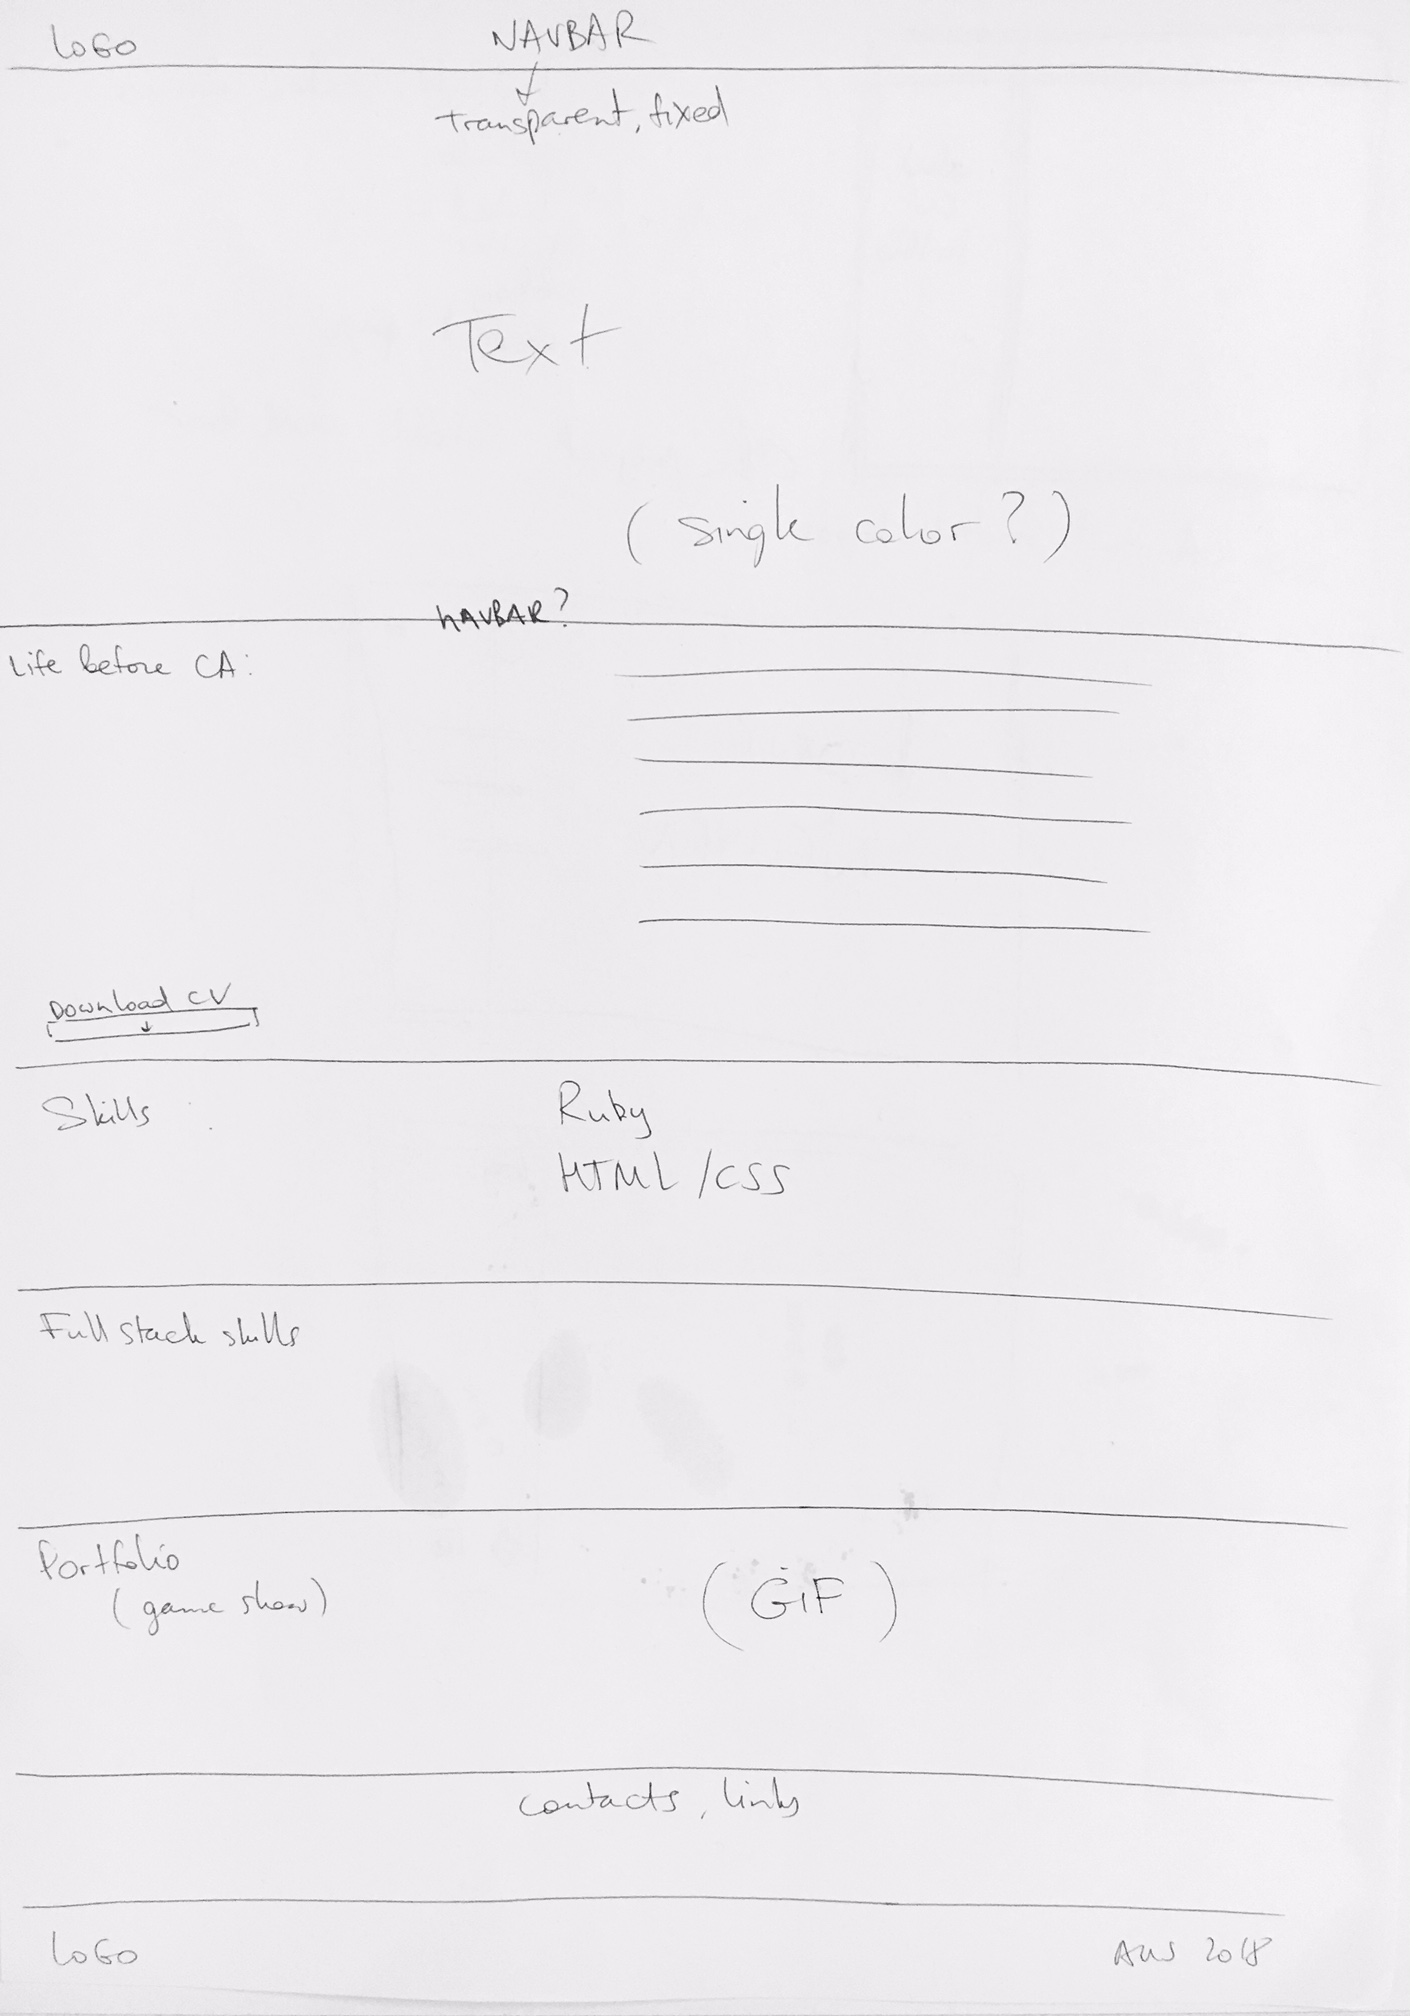 LOGO NAVBAR
transparent, fixed
Text
(single color?)
NAVBAR?
Life before CA:
Download CV
Skills : Ruby
HTML/CSS
Full stack skills
Portfolio
(game show)
(GiF)
contacts, links
LOGO 2018